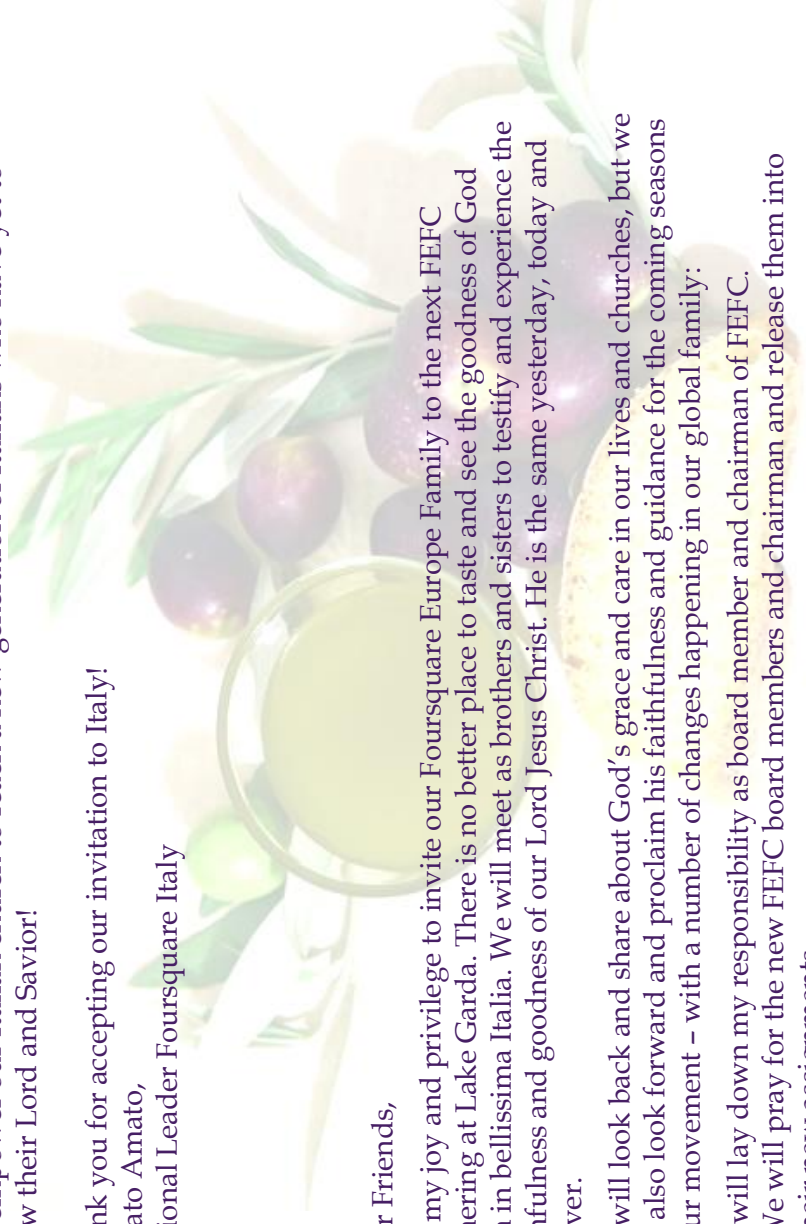 w their Lord and Savior!
nk you for accepting our invitation to Italy!
ato Amato,
ional Leader Foursquare Italy
r Friends,
my joy and privilege to invite our Foursquare Europe Family to the next FEFC
hering at Lake Garda. There is no better place to taste and see the goodness of God
in bellissima Italia. We will meet as brothers and sisters to testify and experience the
hfulness and goodness of our Lord Jesus Christ. He is the same yesterday, today and
ver.
will look back and share about God's grace and care in our lives and churches, but we
also look forward and proclaim his faithfulness and guidance for the coming seasons
ur movement – with a number of changes happening in our global family:
will lay down my responsibility as board member and chairman of FEFC.
We will pray for the new FEFC board members and chairman and release them into